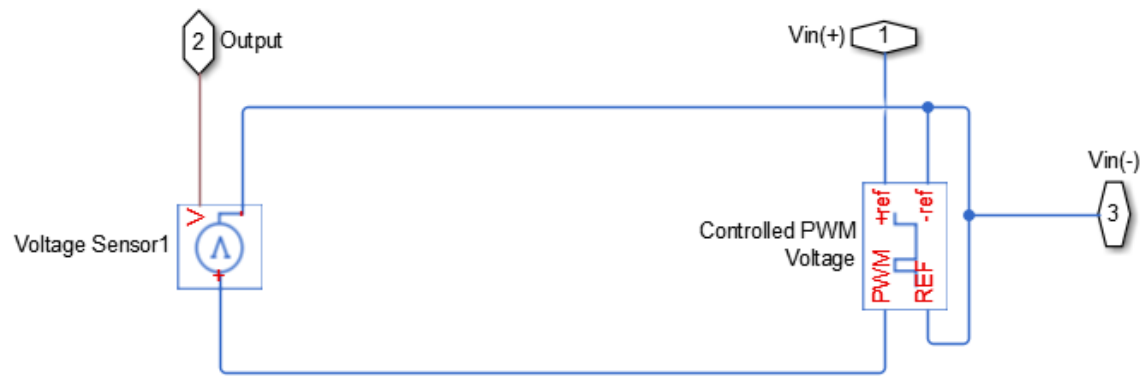 2
Output
Vin(+)
1
Vin(-)
3
V
+
Voltage Sensor1
Controlled PWM
Voltage
+ref
-ref
PWM
REF